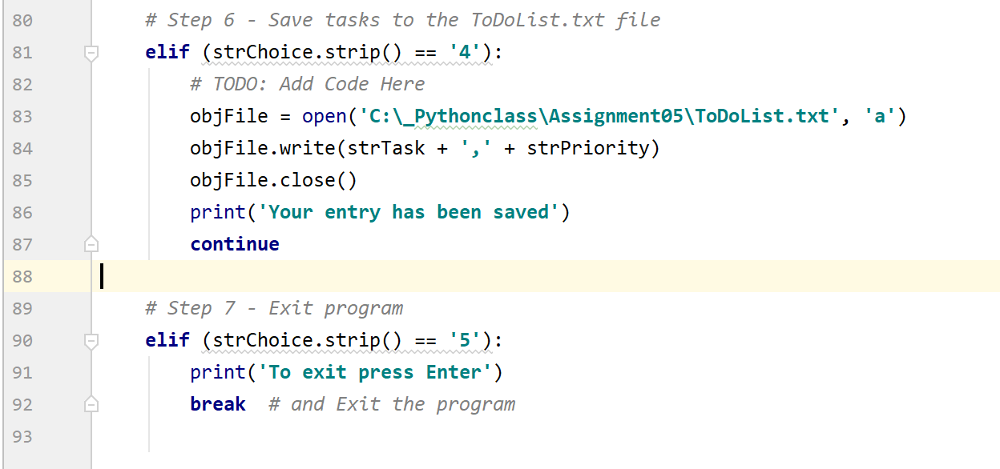 80 # Step 6 - Save tasks to the ToDoList.txt file
81 elif (strChoice.strip() == '4'):
82 # TODO: Add Code Here
83 objFile = open('C:\_Pythonclass\Assignment05\ToDoList.txt', 'a')
84 objFile.write(strTask + ',' + strPriority)
85 objFile.close()
86 print('Your entry has been saved')
87 continue
88
89 # Step 7 - Exit program
90 elif (strChoice.strip() == '5'):
91 print('To exit press Enter')
92 break  # and Exit the program
93